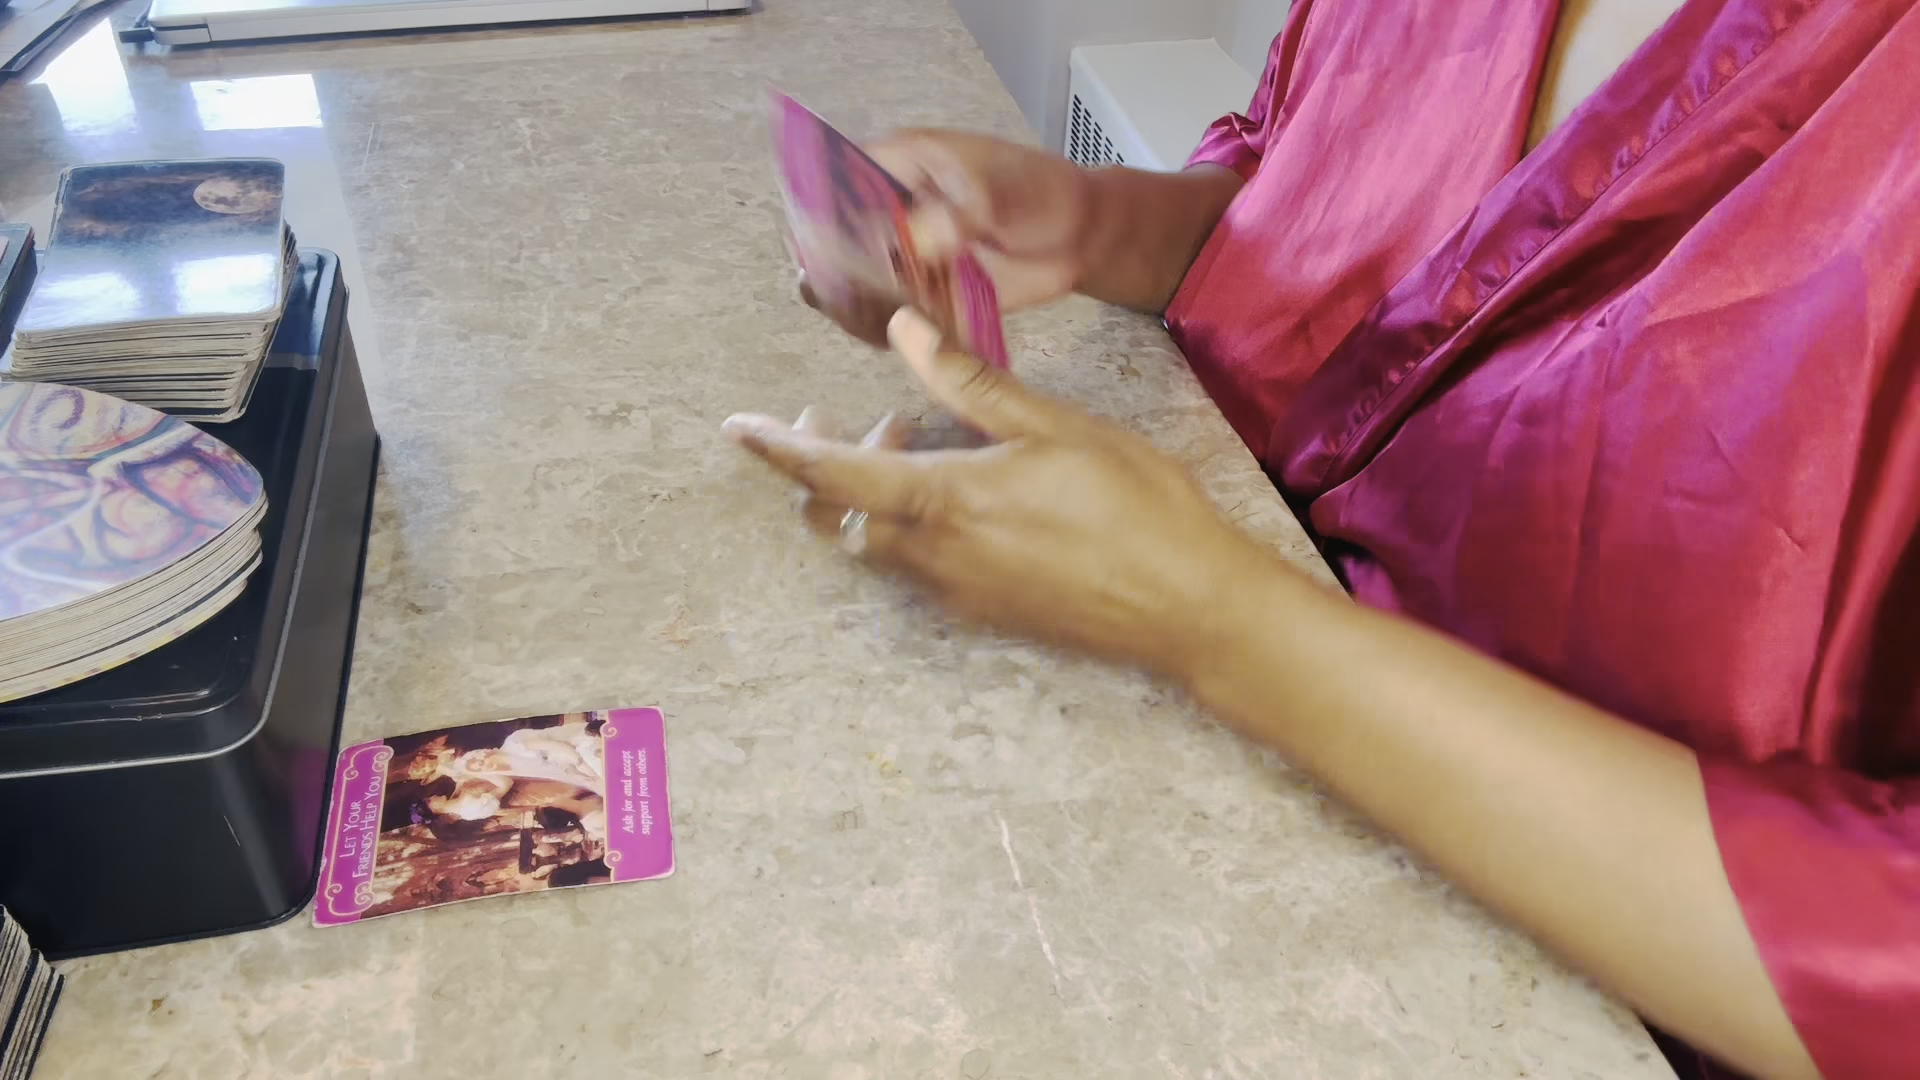 LET YOUR
FRIENDS HELP YOU
Ask for and accept
support from others.